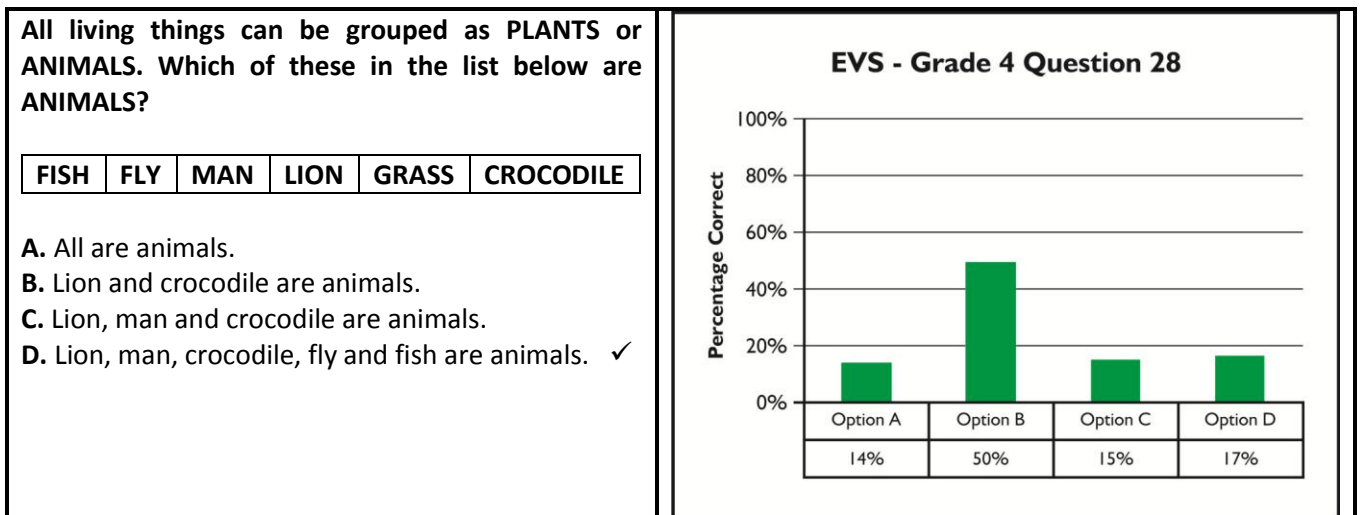 All living things can be grouped as PLANTS or
ANIMALS. Which of these in the list below are
ANIMALS?
FISH FLY MAN LION GRASS CROCODILE
A. All are animals.
B. Lion and crocodile are animals.
C. Lion, man and crocodile are animals.
D. Lion, man, crocodile, fly and fish are animals. ✓
EVS - Grade 4 Question 28
Percentage Correct
100%
80%
60%
40%
20%
0%
Option A Option B Option C Option D
14% 50% 15% 17%